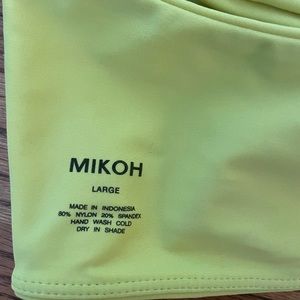 MIKOH
LARGE
MADE IN INDONESIA
80% NYLON 20% SPANDEX
HAND WASH COLD
DRY IN SHADE